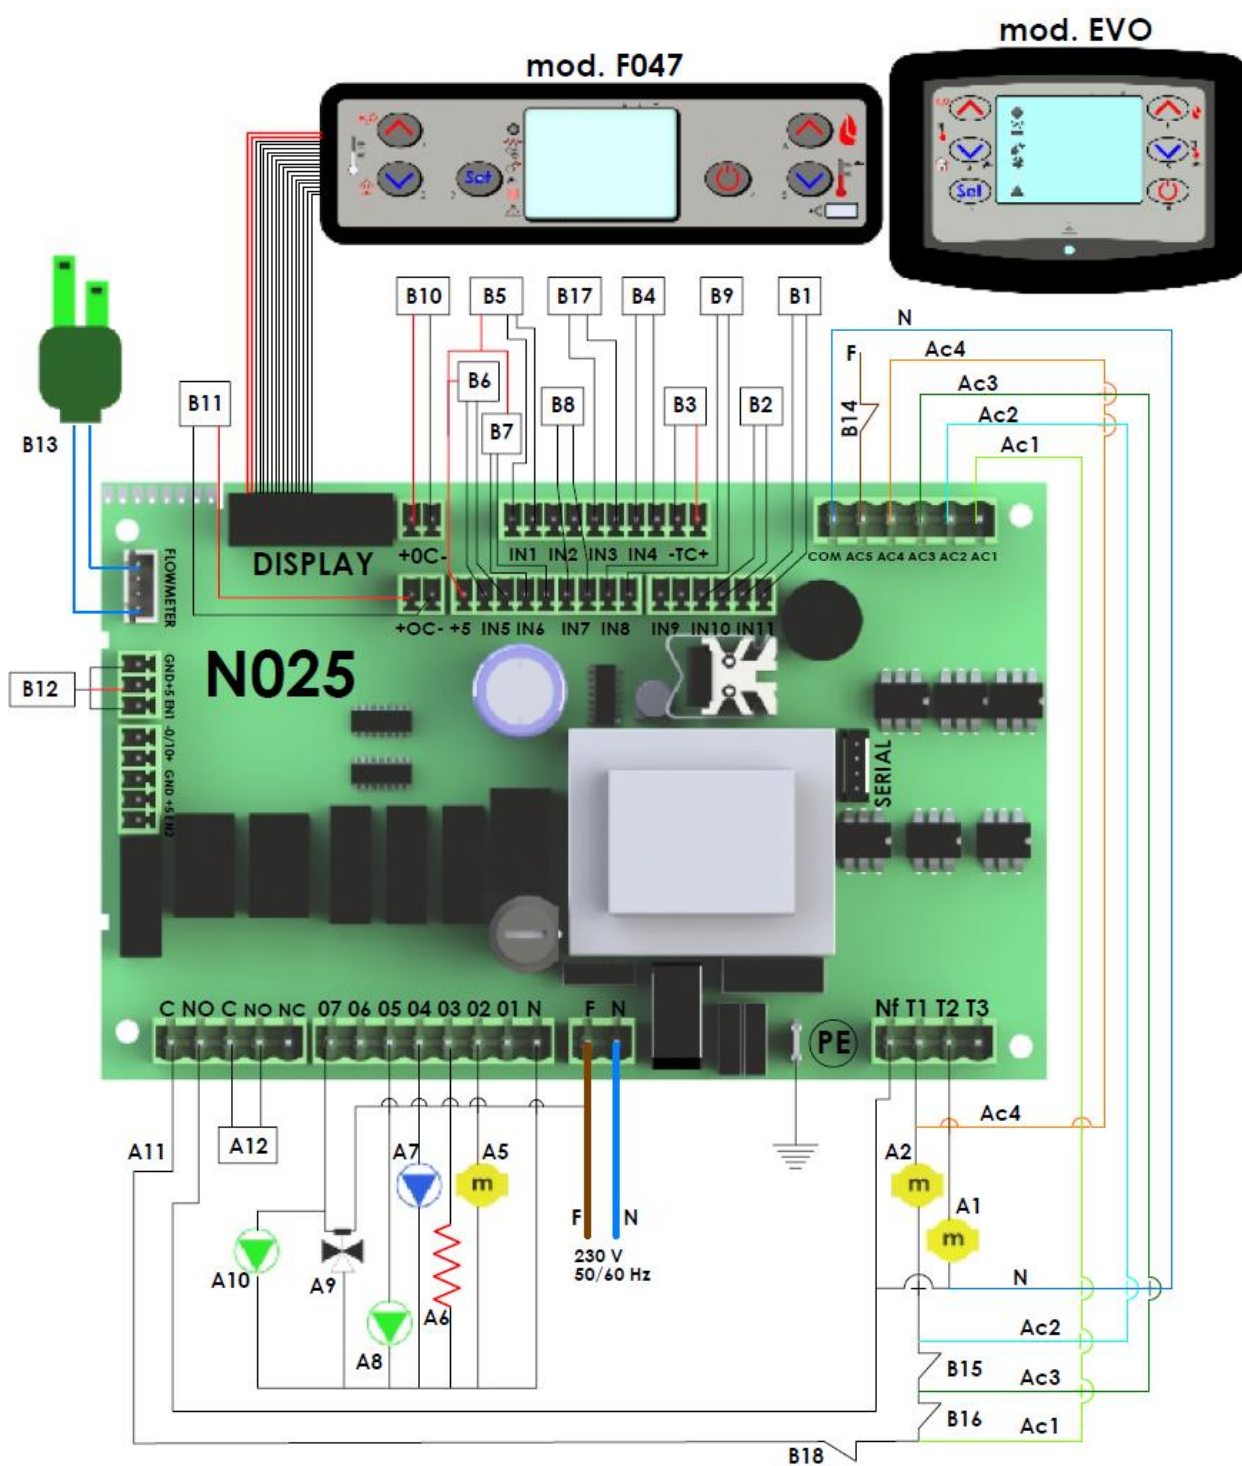 mod. EVO
mod. F047
Set
Set
B10
B5
B17
B4
B9
B1
N
F
Ac4
Ac3
Ac2
Ac1
B14
B11
B6
B7
B8
B3
B2
B13
DISPLAY
+0C-
IN1 IN2 IN3 IN4 -TC+
COM AC5 AC4 AC3 AC2 AC1
FLOWMETER
+OC- +5 IN5 IN6 IN7 IN8 IN9 IN10 IN11
N025
B12
GND+5 EN1
-0/10+
GND +5 EN2
SERIAL
C NO C NO NC
07 06 05 04 03 02 01 N
F N
PE
Nf T1 T2 T3
A11
A12
A7
A5
m
F N
230 V
50/60 Hz
Ac4
A2
m
A1
m
A10
A9
A6
A8
N
Ac2
B15
Ac3
B16
Ac1
B18